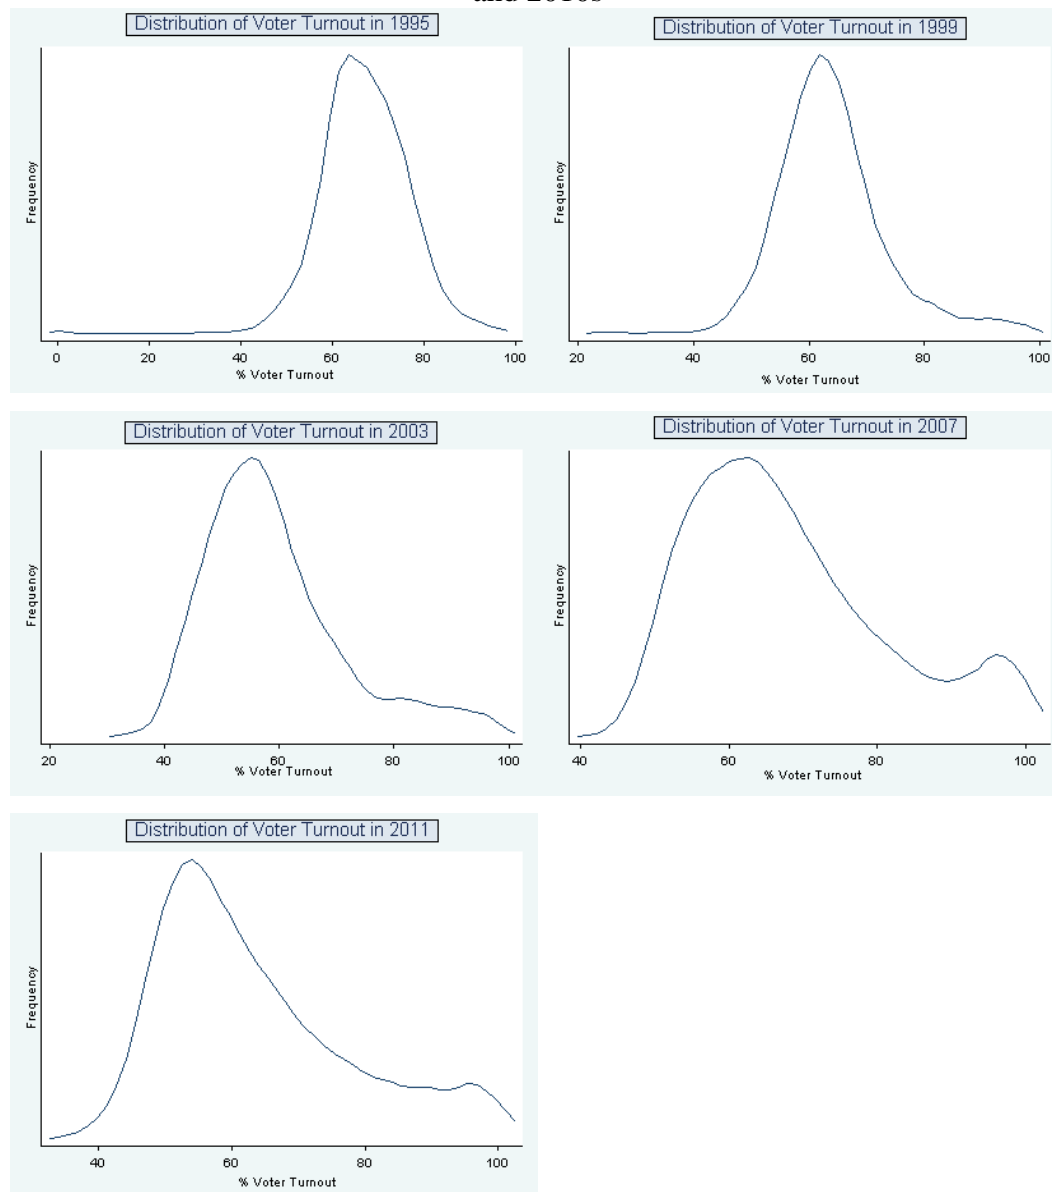 and 2010s
Distribution of Voter Turnout in 1995
Frequency
0 20 40 60 80 100
% Voter Turnout
Distribution of Voter Turnout in 1999
Frequency
20 40 60 80 100
% Voter Turnout
Distribution of Voter Turnout in 2003
Frequency
20 40 60 80 100
% Voter Turnout
Distribution of Voter Turnout in 2007
Frequency
40 60 80 100
% Voter Turnout
Distribution of Voter Turnout in 2011
Frequency
40 60 80 100
% Voter Turnout